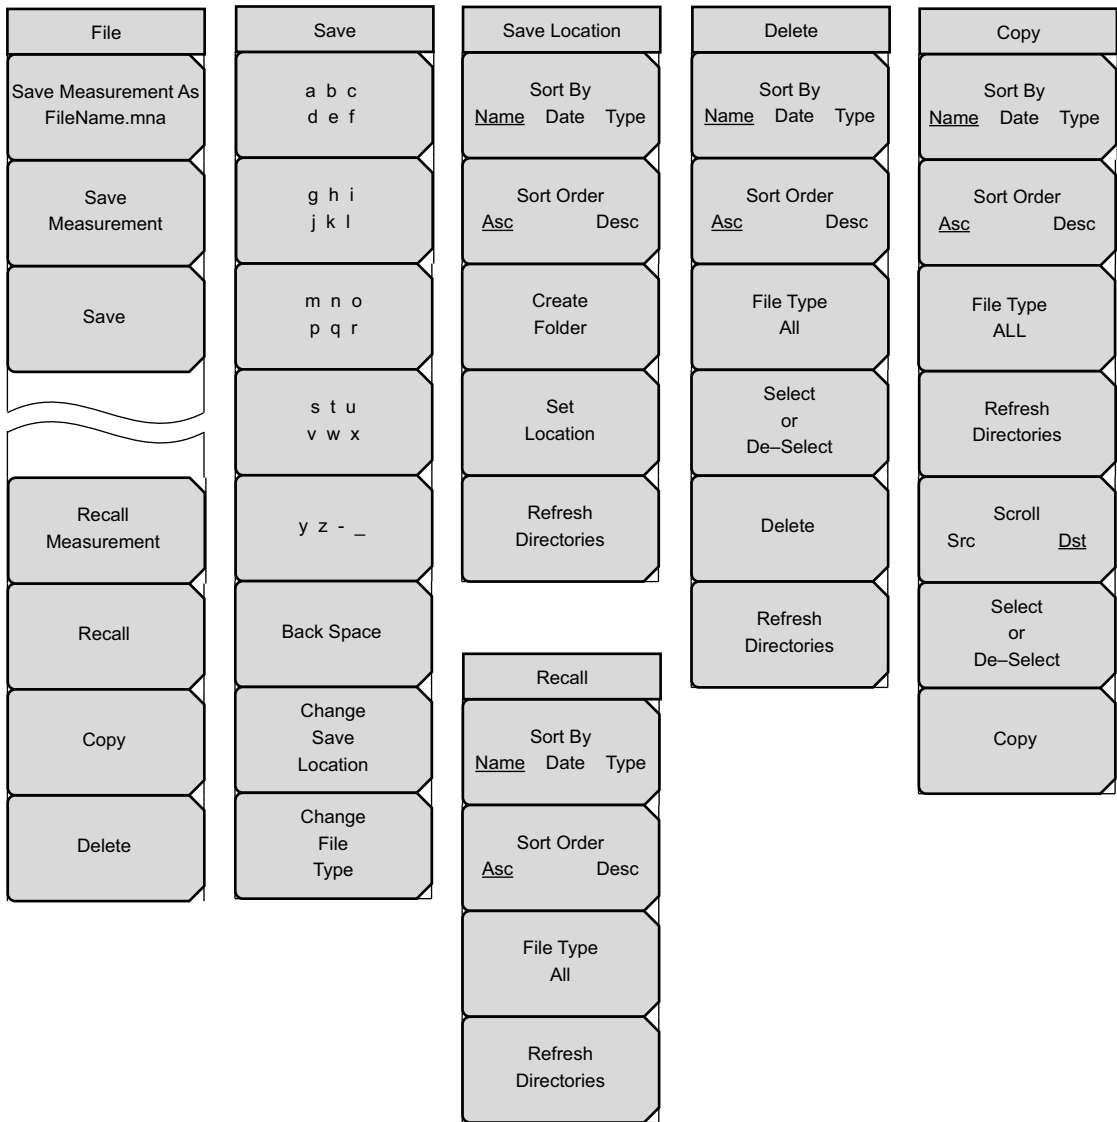 File
Save Measurement As
FileName.mna
Save
Measurement
Save
Recall
Measurement
Recall
Copy
Delete
Save
a b c
d e f
g h i
j k l
m n o
p q r
s t u
v w x
y z - _
Back Space
Change
Save
Location
Change
File
Type
Save Location
Sort By
Name Date Type
Sort Order
Asc Desc
Create
Folder
Set
Location
Refresh
Directories
Recall
Sort By
Name Date Type
Sort Order
Asc Desc
File Type
All
Refresh
Directories
Delete
Sort By
Name Date Type
Sort Order
Asc Desc
File Type
All
Select
or
De–Select
Delete
Refresh
Directories
Copy
Sort By
Name Date Type
Sort Order
Asc Desc
File Type
ALL
Refresh
Directories
Scroll
Src Dst
Select
or
De–Select
Copy